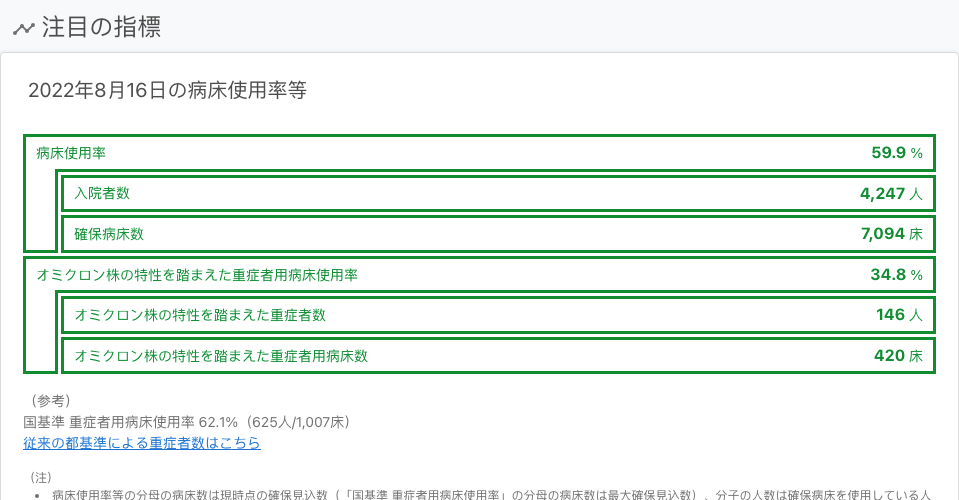 注目の指標
2022年8月16日の病床使用率等
病床使用率 59.9 %
入院者数 4,247 人
確保病床数 7,094 床
オミクロン株の特性を踏まえた重症者用病床使用率 34.8 %
オミクロン株の特性を踏まえた重症者数 146 人
オミクロン株の特性を踏まえた重症者用病床数 420 床
（参考）
国基準 重症者用病床使用率 62.1%（625人/1,007床）
従来の都基準による重症者数はこちら
（注）
• 病床使用率等の分母の病床数は現時点の確保見込数（「国基準 重症者用病床使用率」の分母の病床数は最大確保見込数）、分子の人数は確保病床を使用している人